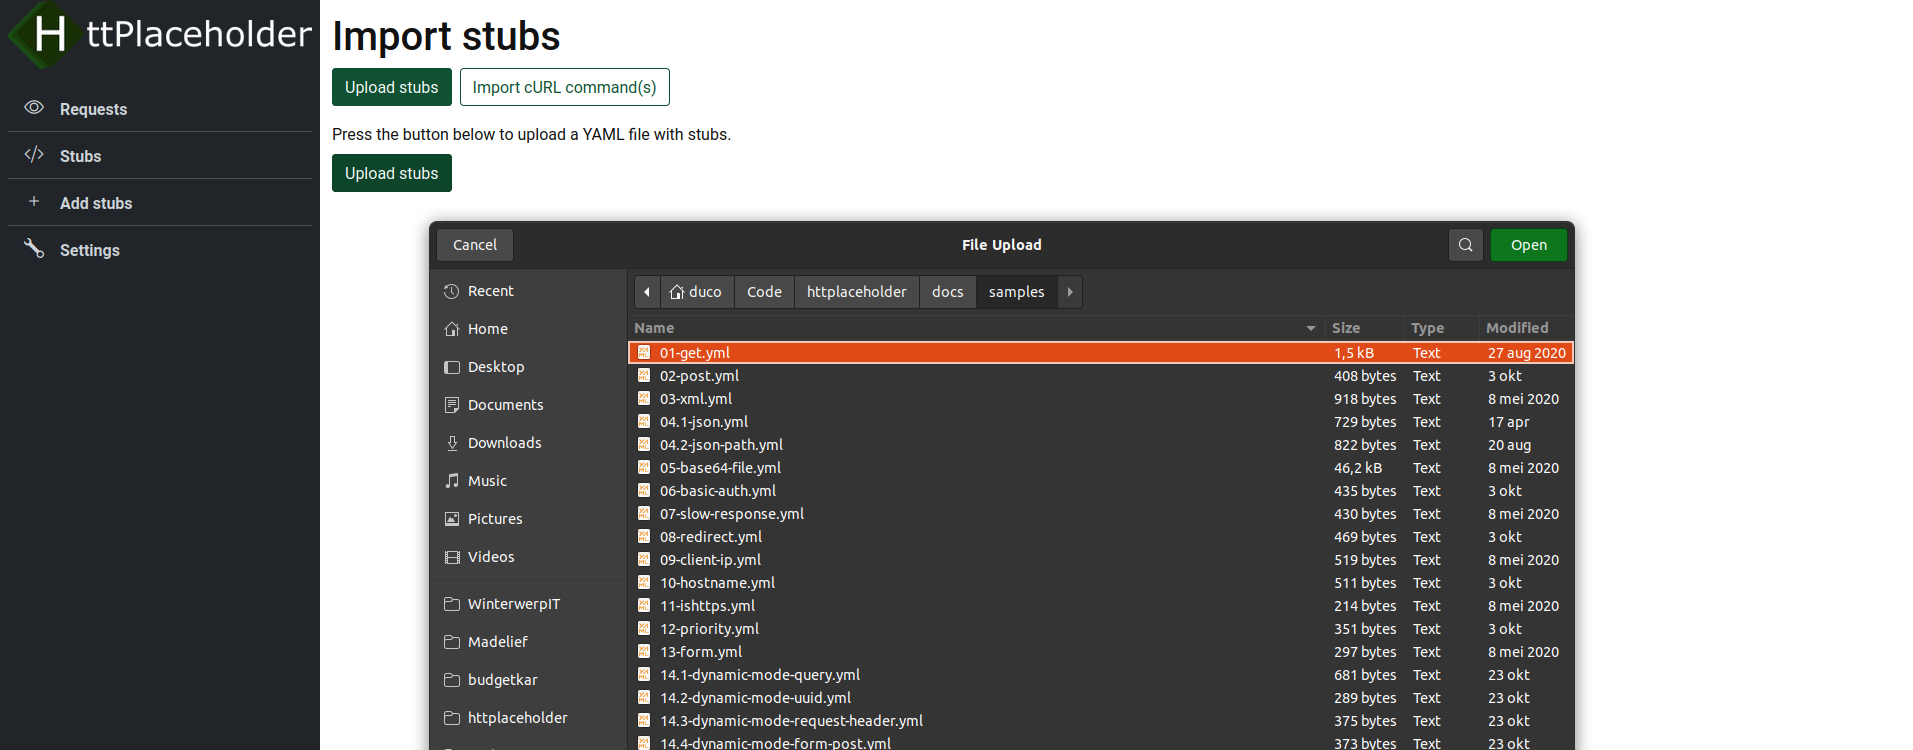 HttPlaceholder
Requests
Stubs
Add stubs
Settings
Import stubs
Upload stubs Import cURL command(s)
Press the button below to upload a YAML file with stubs.
Upload stubs
Cancel File Upload Open
Recent
Home
Desktop
Documents
Downloads
Music
Pictures
Videos
WinterwerpIT
Madelief
budgetkar
httplaceholder
duco Code httplaceholder docs samples
Name Size Type Modified
01-get.yml 1,5 kB Text 27 aug 2020
02-post.yml 408 bytes Text 3 okt
03-xml.yml 918 bytes Text 8 mei 2020
04.1-json.yml 729 bytes Text 17 apr
04.2-json-path.yml 822 bytes Text 20 aug
05-base64-file.yml 46,2 kB Text 8 mei 2020
06-basic-auth.yml 435 bytes Text 3 okt
07-slow-response.yml 430 bytes Text 8 mei 2020
08-redirect.yml 469 bytes Text 3 okt
09-client-ip.yml 519 bytes Text 8 mei 2020
10-hostname.yml 511 bytes Text 3 okt
11-ishttps.yml 214 bytes Text 8 mei 2020
12-priority.yml 351 bytes Text 3 okt
13-form.yml 297 bytes Text 8 mei 2020
14.1-dynamic-mode-query.yml 681 bytes Text 23 okt
14.2-dynamic-mode-uuid.yml 289 bytes Text 23 okt
14.3-dynamic-mode-request-header.yml 375 bytes Text 23 okt
14.4-dynamic-mode-form-post.yml 373 bytes Text 23 okt